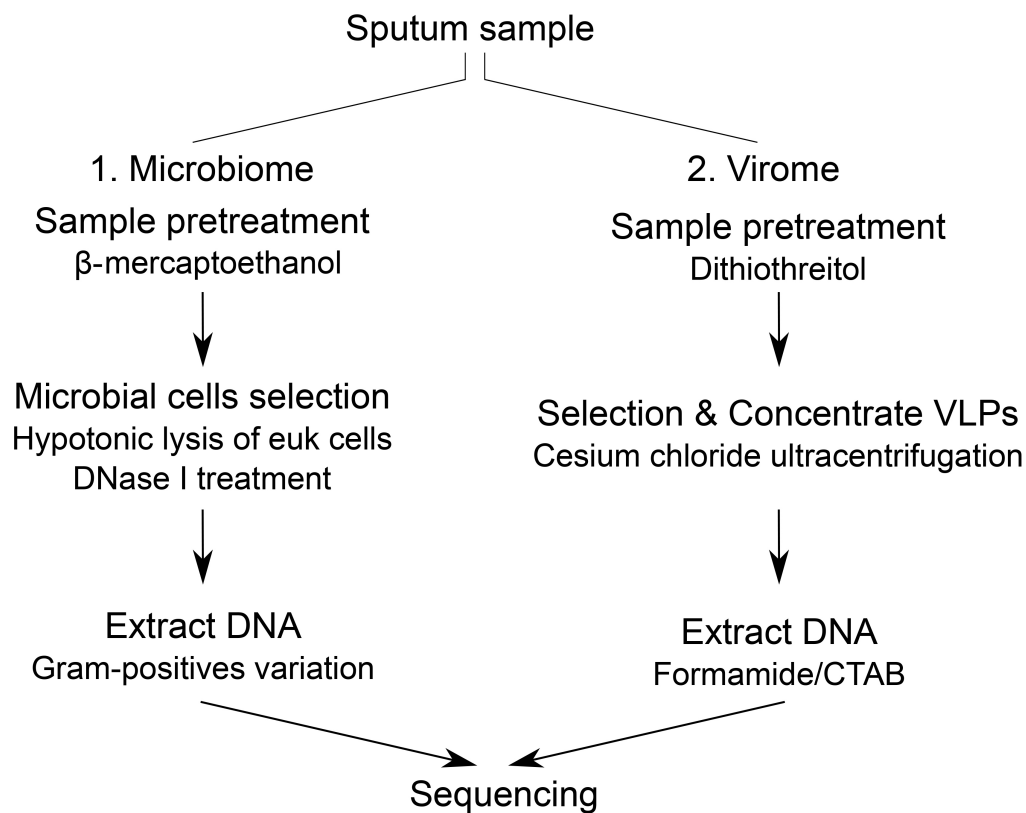 Sputum sample
1. Microbiome
Sample pretreatment
β-mercaptoethanol
Microbial cells selection
Hypotonic lysis of euk cells
DNase I treatment
Extract DNA
Gram-positives variation
2. Virome
Sample pretreatment
Dithiothreitol
Selection & Concentrate VLPs
Cesium chloride ultracentrifugation
Extract DNA
Formamide/CTAB
Sequencing